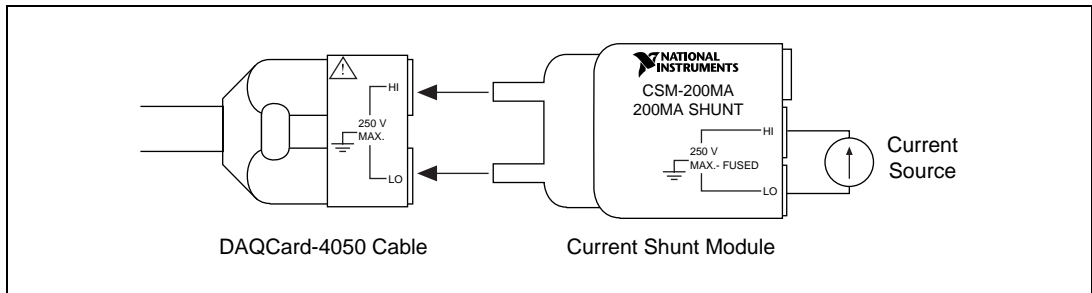 HI
250 V
MAX.
LO
DAQCard-4050 Cable
NATIONAL
INSTRUMENTS
CSM-200MA
200MA SHUNT
HI
250 V
MAX.- FUSED
LO
Current Shunt Module
Current
Source